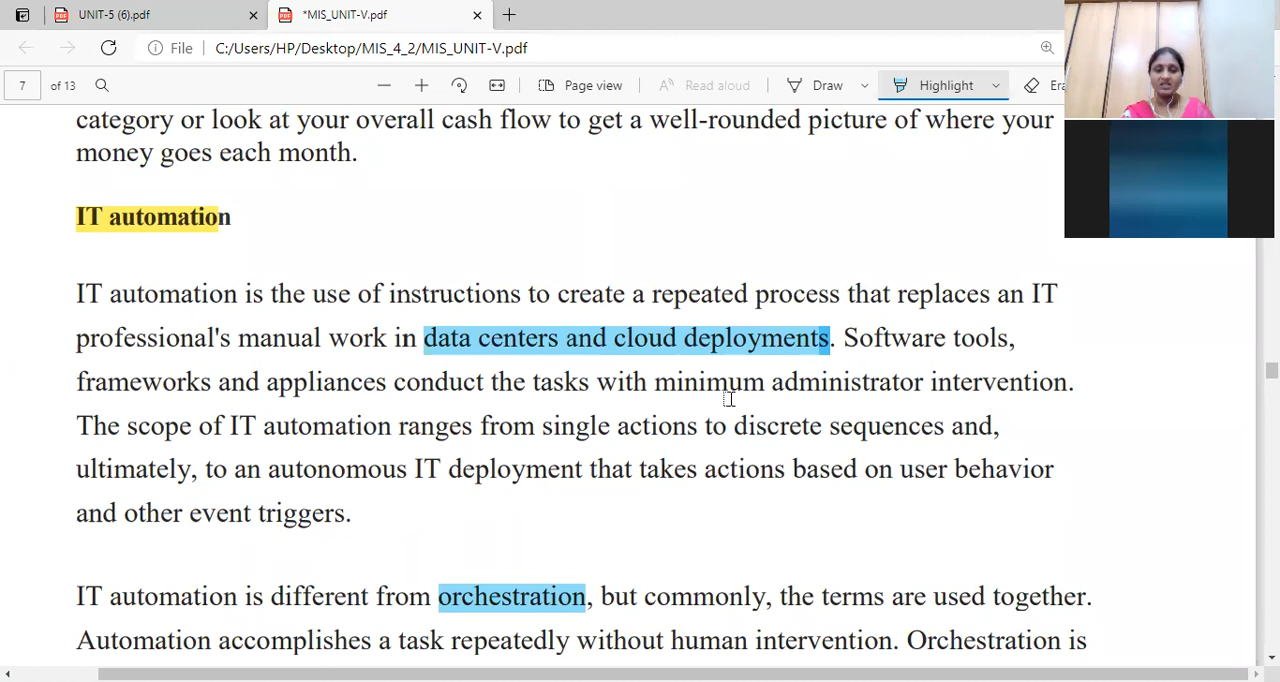 UNIT-5 (6).pdf
*MIS_UNIT-V.pdf
File
C:/Users/HP/Desktop/MIS_4_2/MIS_UNIT-V.pdf
7 of 13
Page view
Read aloud
Draw
Highlight
Era
category or look at your overall cash flow to get a well-rounded picture of where your
money goes each month.
IT automation
IT automation is the use of instructions to create a repeated process that replaces an IT
professional's manual work in data centers and cloud deployments. Software tools,
frameworks and appliances conduct the tasks with minimum administrator intervention.
The scope of IT automation ranges from single actions to discrete sequences and,
ultimately, to an autonomous IT deployment that takes actions based on user behavior
and other event triggers.
IT automation is different from orchestration, but commonly, the terms are used together.
Automation accomplishes a task repeatedly without human intervention. Orchestration is